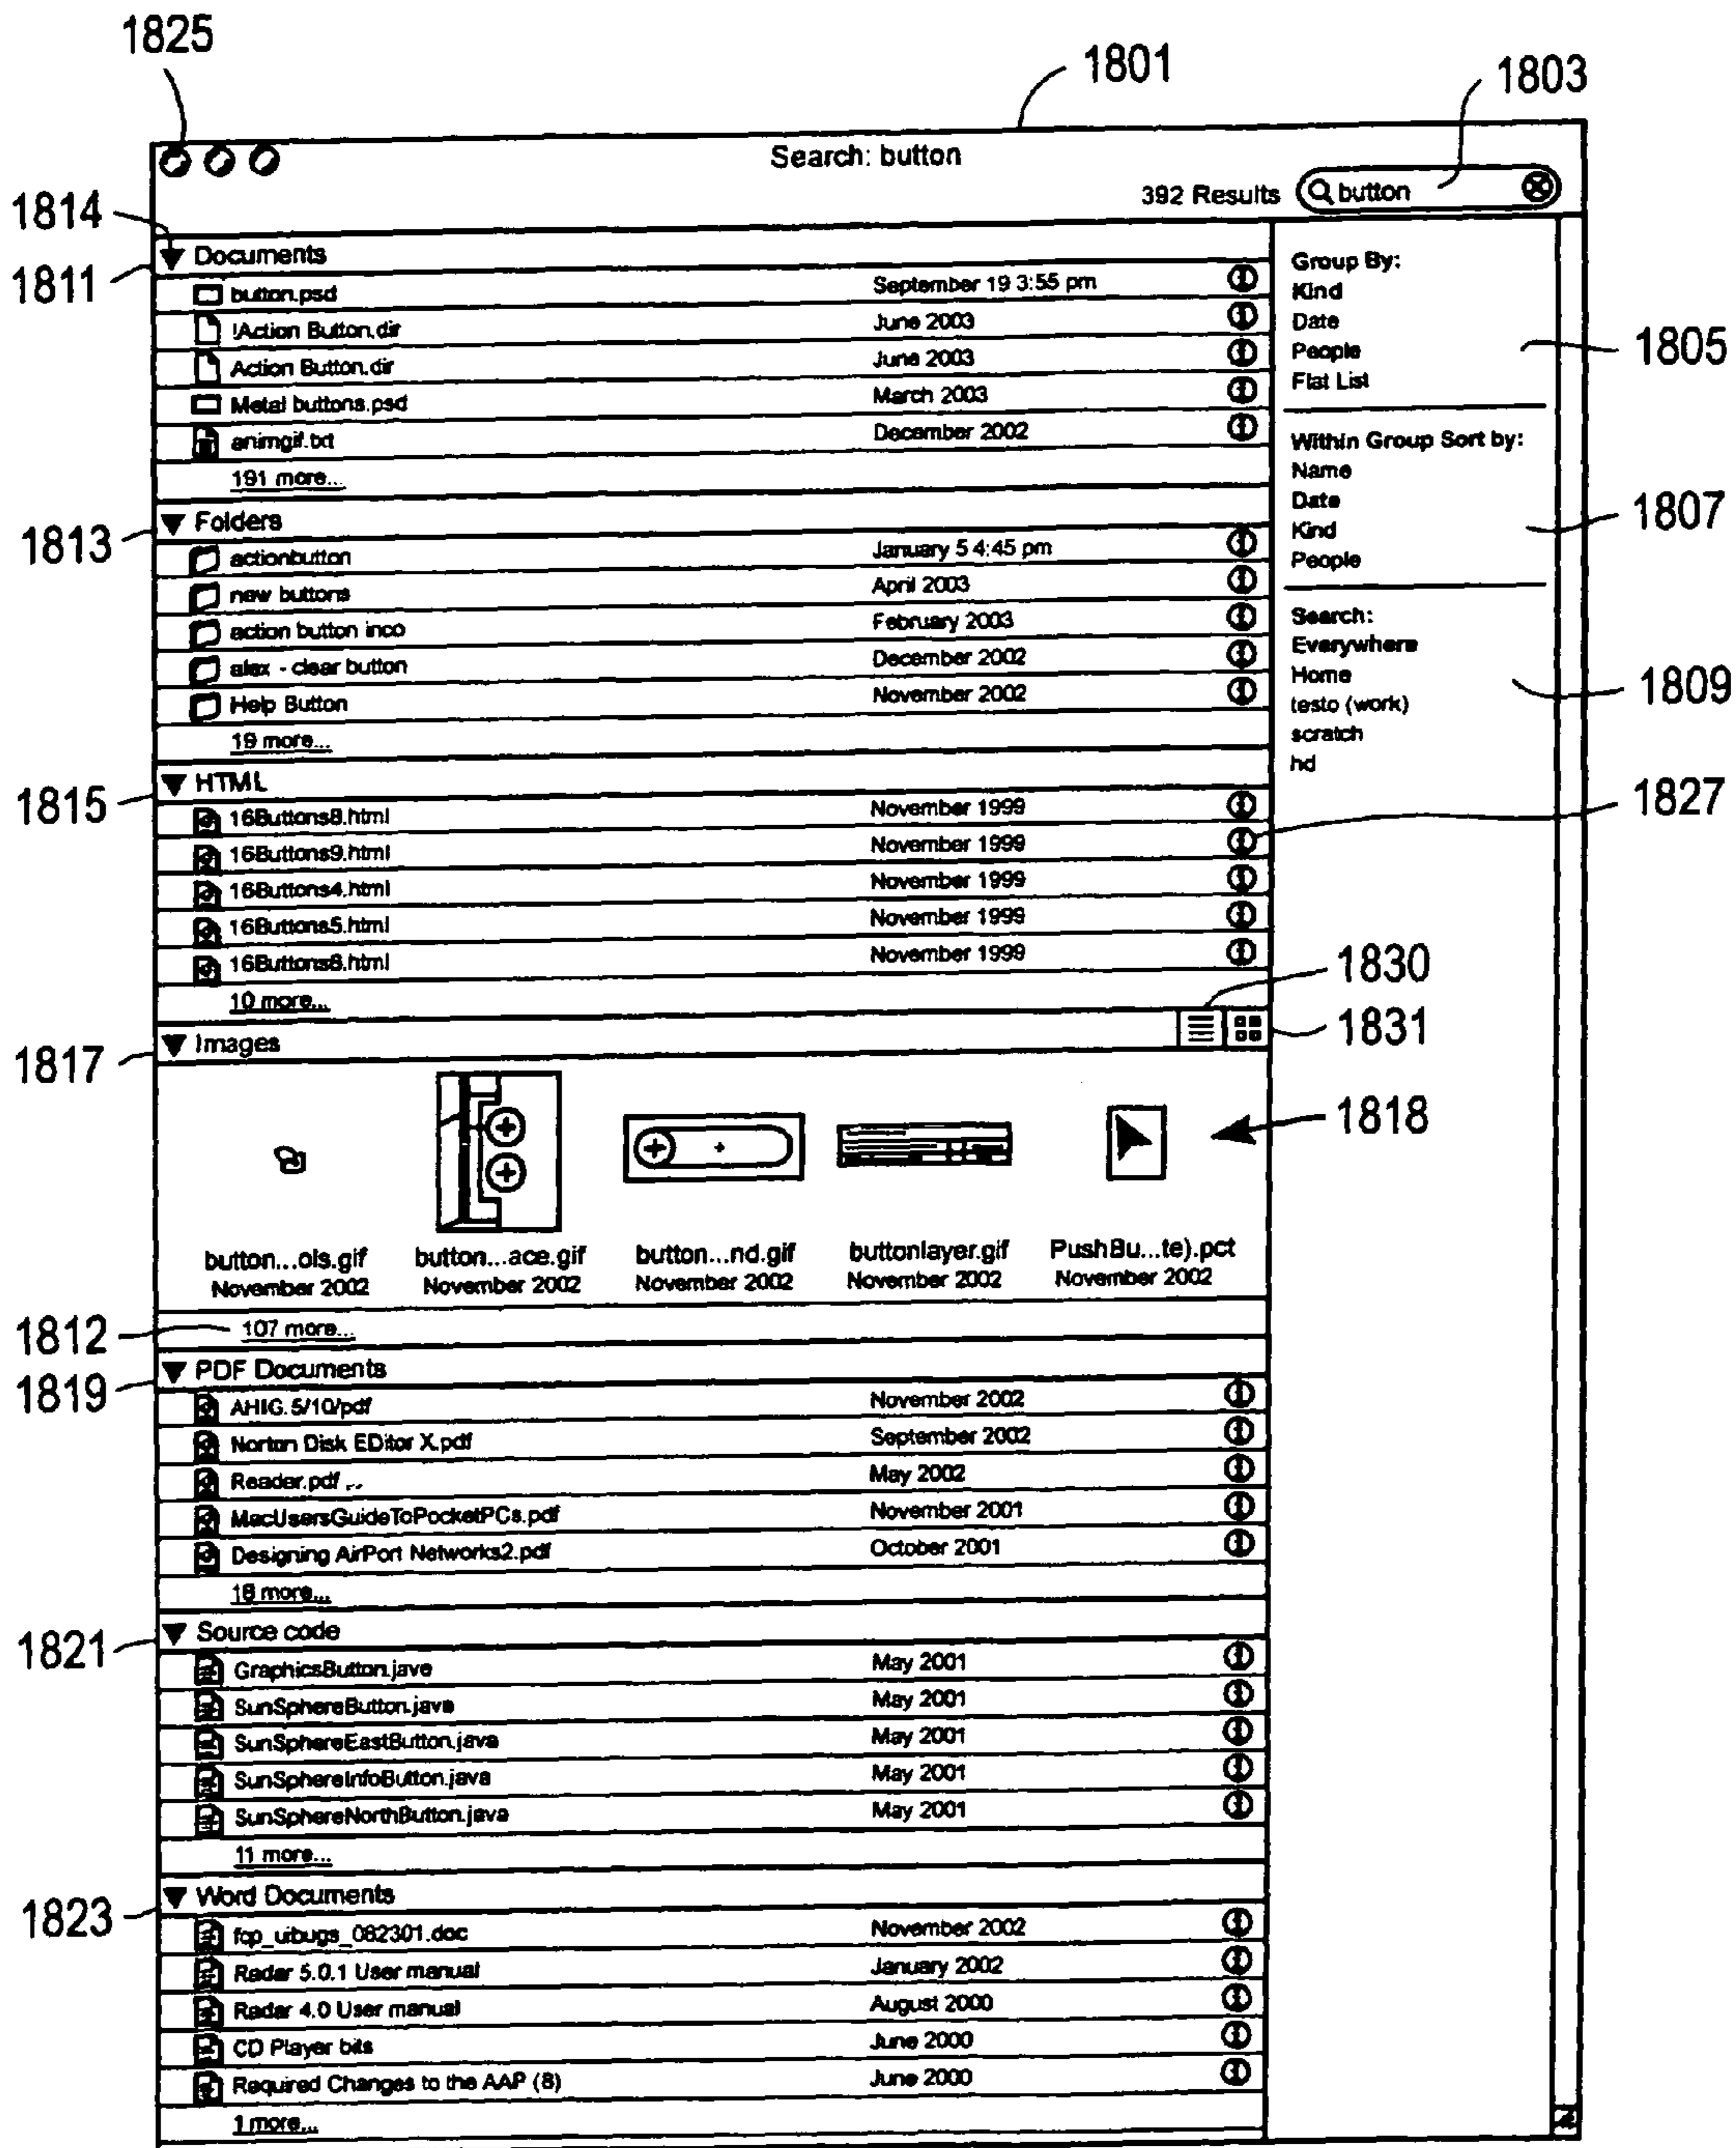 1825
1801
1803
Search: button
392 Results button
1814
Documents
1811
button.psd September 19 3:55 pm
!Action Button.dir June 2003
Action Button.dir June 2003
Metal buttons.psd March 2003
animgif.txt December 2002
191 more...
Group By:
Kind
Date
People
Flat List
1805
Within Group Sort by:
Name
Date
Kind
People
1807
Search:
Everywhere
Home
testo (work)
scratch
hd
1809
1813
Folders
actionbutton January 5 4:45 pm
new buttons April 2003
action button inco February 2003
alex - clear button December 2002
Help Button November 2002
19 more...
1815
HTML
16Buttons8.html November 1999
16Buttons9.html November 1999
1827
16Buttons4.html November 1999
16Buttons5.html November 1999
16Buttons6.html November 1999
10 more...
1830
1831
1817
Images
1818
button...ols.gif button...ace.gif button...nd.gif buttonlayer.gif PushBu...te).pct
November 2002 November 2002 November 2002 November 2002 November 2002
1812
107 more...
PDF Documents
1819
AHIG.5/10/pdf November 2002
Norton Disk EDitor X.pdf September 2002
Reader.pdf May 2002
MacUsersGuideToPocketPCs.pdf November 2001
Designing AirPort Networks2.pdf October 2001
18 more...
1821
Source code
GraphicsButton.jave May 2001
SunSphereButton.java May 2001
SunSphereEastButton.java May 2001
SunSphereInfoButton.java May 2001
SunSphereNorthButton.java May 2001
11 more...
1823
Word Documents
fcp_uibugs_082301.doc November 2002
Radar 5.0.1 User manual January 2002
Radar 4.0 User manual August 2000
CD Player bits June 2000
Required Changes to the AAP (8) June 2000
1 more...